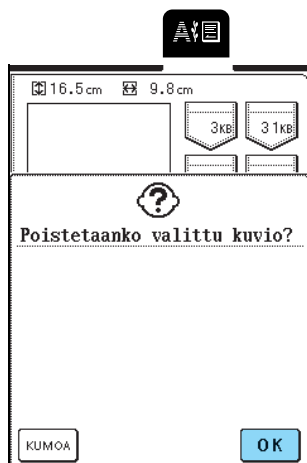 A
16.5cm 9.8cm
3KB 31KB
?
Poistetaanko valittu kuvio?
KUMOA OK